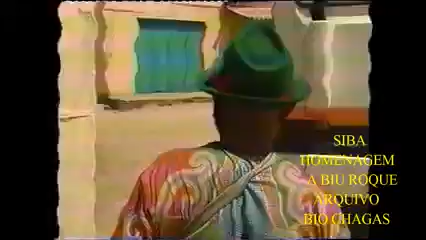 SIBA
HOMENAGEM
A BIU ROQUE
ARQUIVO
BIO CHAGAS